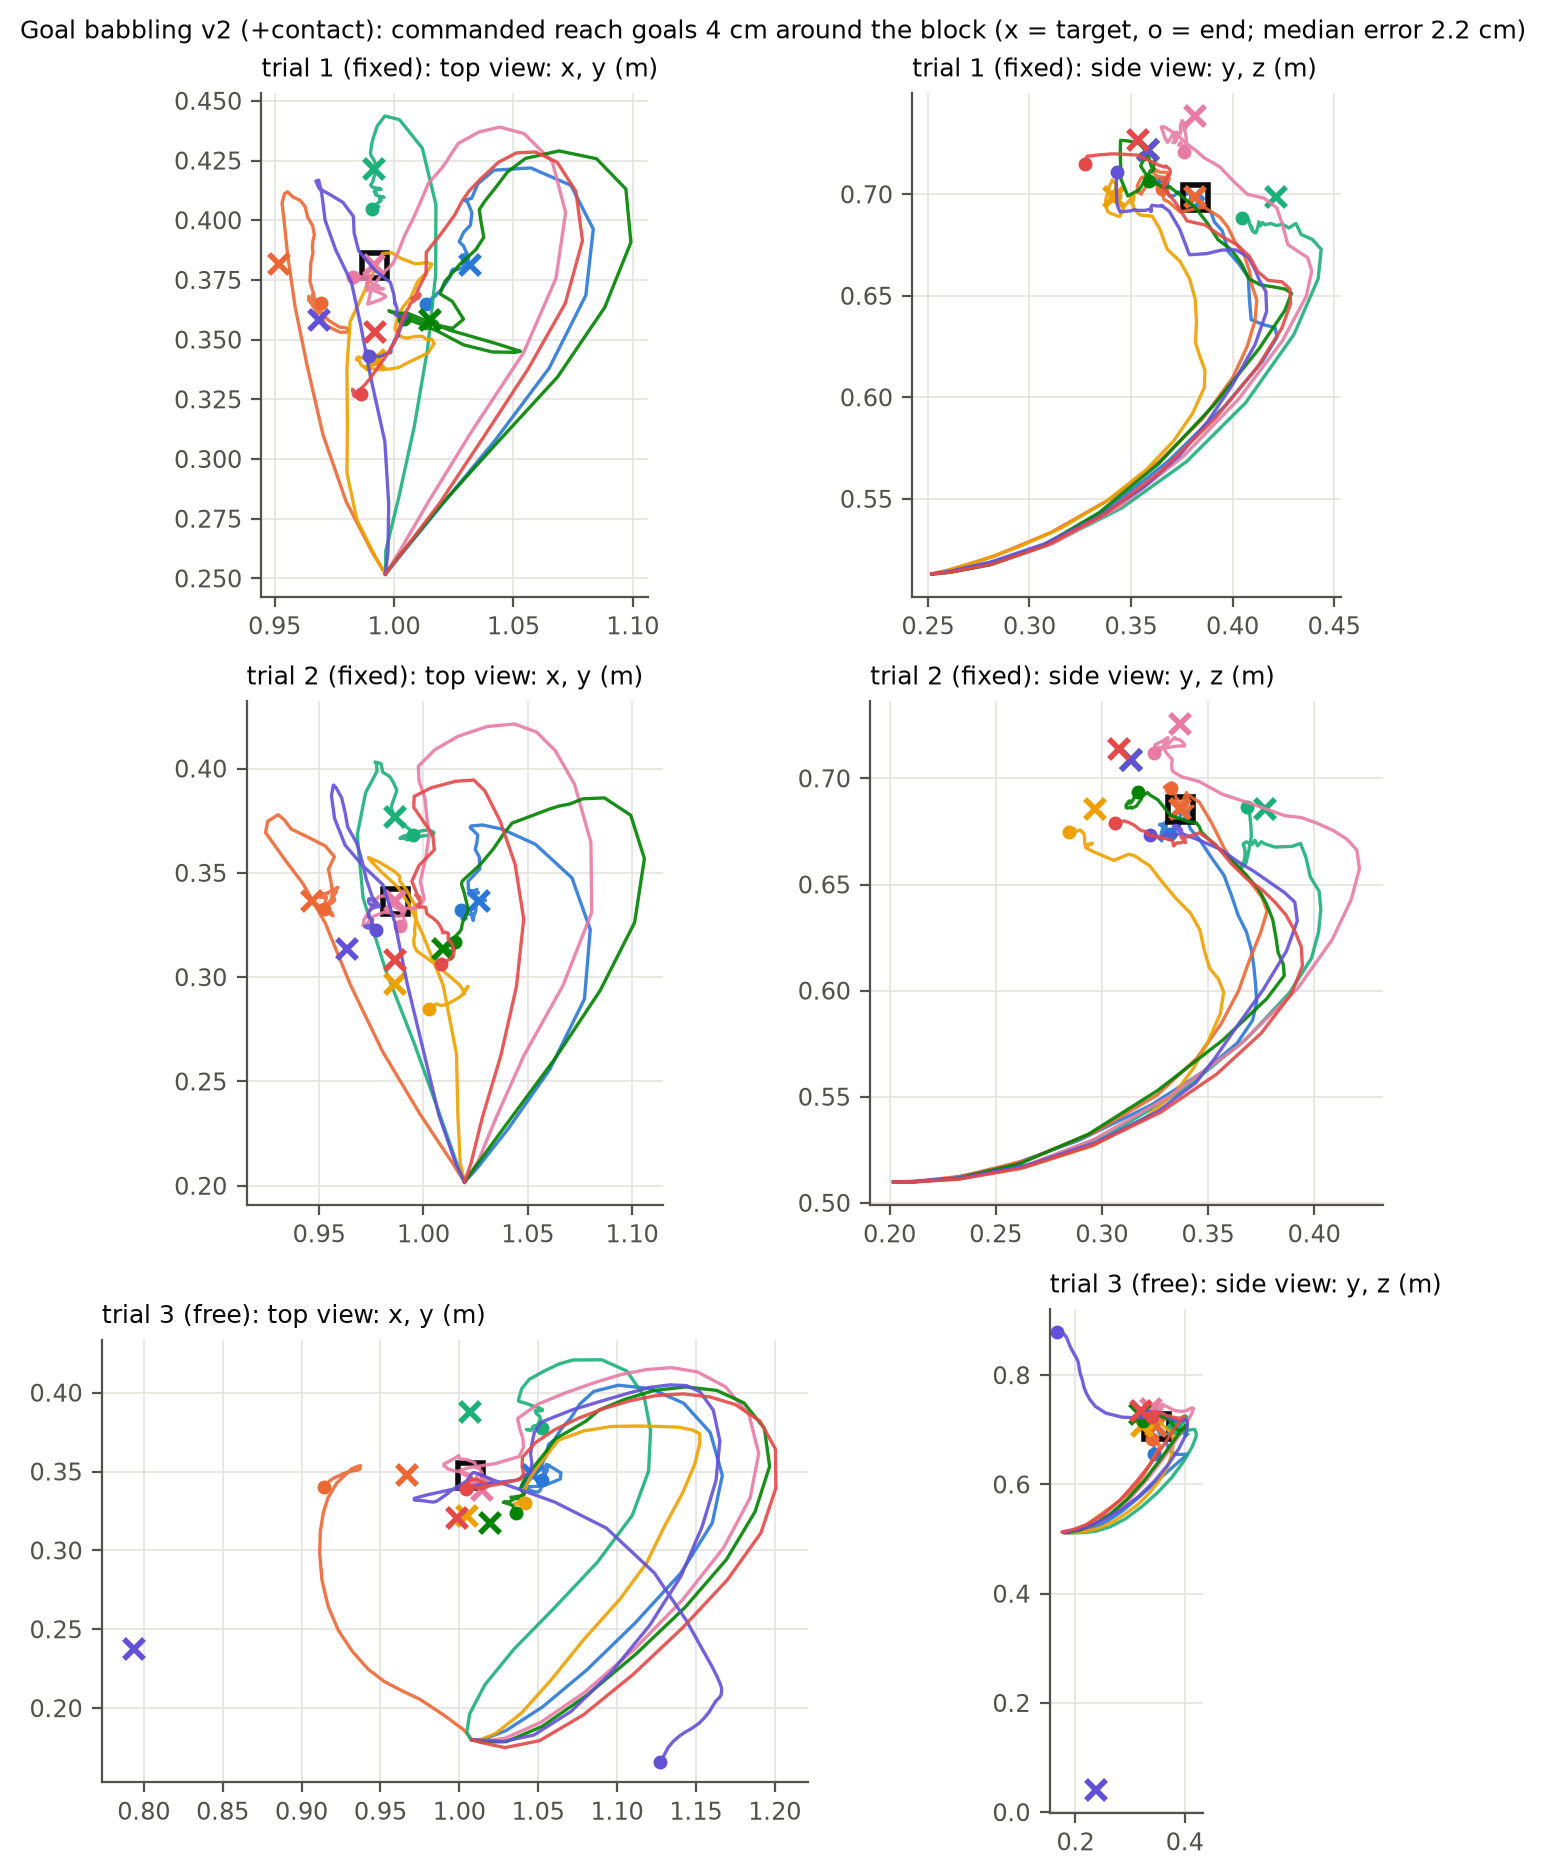 Goal babbling v2 (+contact): commanded reach goals 4 cm around the block (x = target, o = end; median error 2.2 cm)
trial 1 (fixed): top view: x, y (m)
0.450
0.425
0.400
0.375
0.350
0.325
0.300
0.275
0.250
0.95 1.00 1.05 1.10
trial 1 (fixed): side view: y, z (m)
0.70
0.65
0.60
0.55
0.25 0.30 0.35 0.40 0.45
trial 2 (fixed): top view: x, y (m)
0.40
0.35
0.30
0.25
0.20
0.95 1.00 1.05 1.10
trial 2 (fixed): side view: y, z (m)
0.70
0.65
0.60
0.55
0.50
0.20 0.25 0.30 0.35 0.40
trial 3 (free): top view: x, y (m)
0.40
0.35
0.30
0.25
0.20
0.80 0.85 0.90 0.95 1.00 1.05 1.10 1.15 1.20
trial 3 (free): side view: y, z (m)
0.8
0.6
0.4
0.2
0.0
0.2 0.4